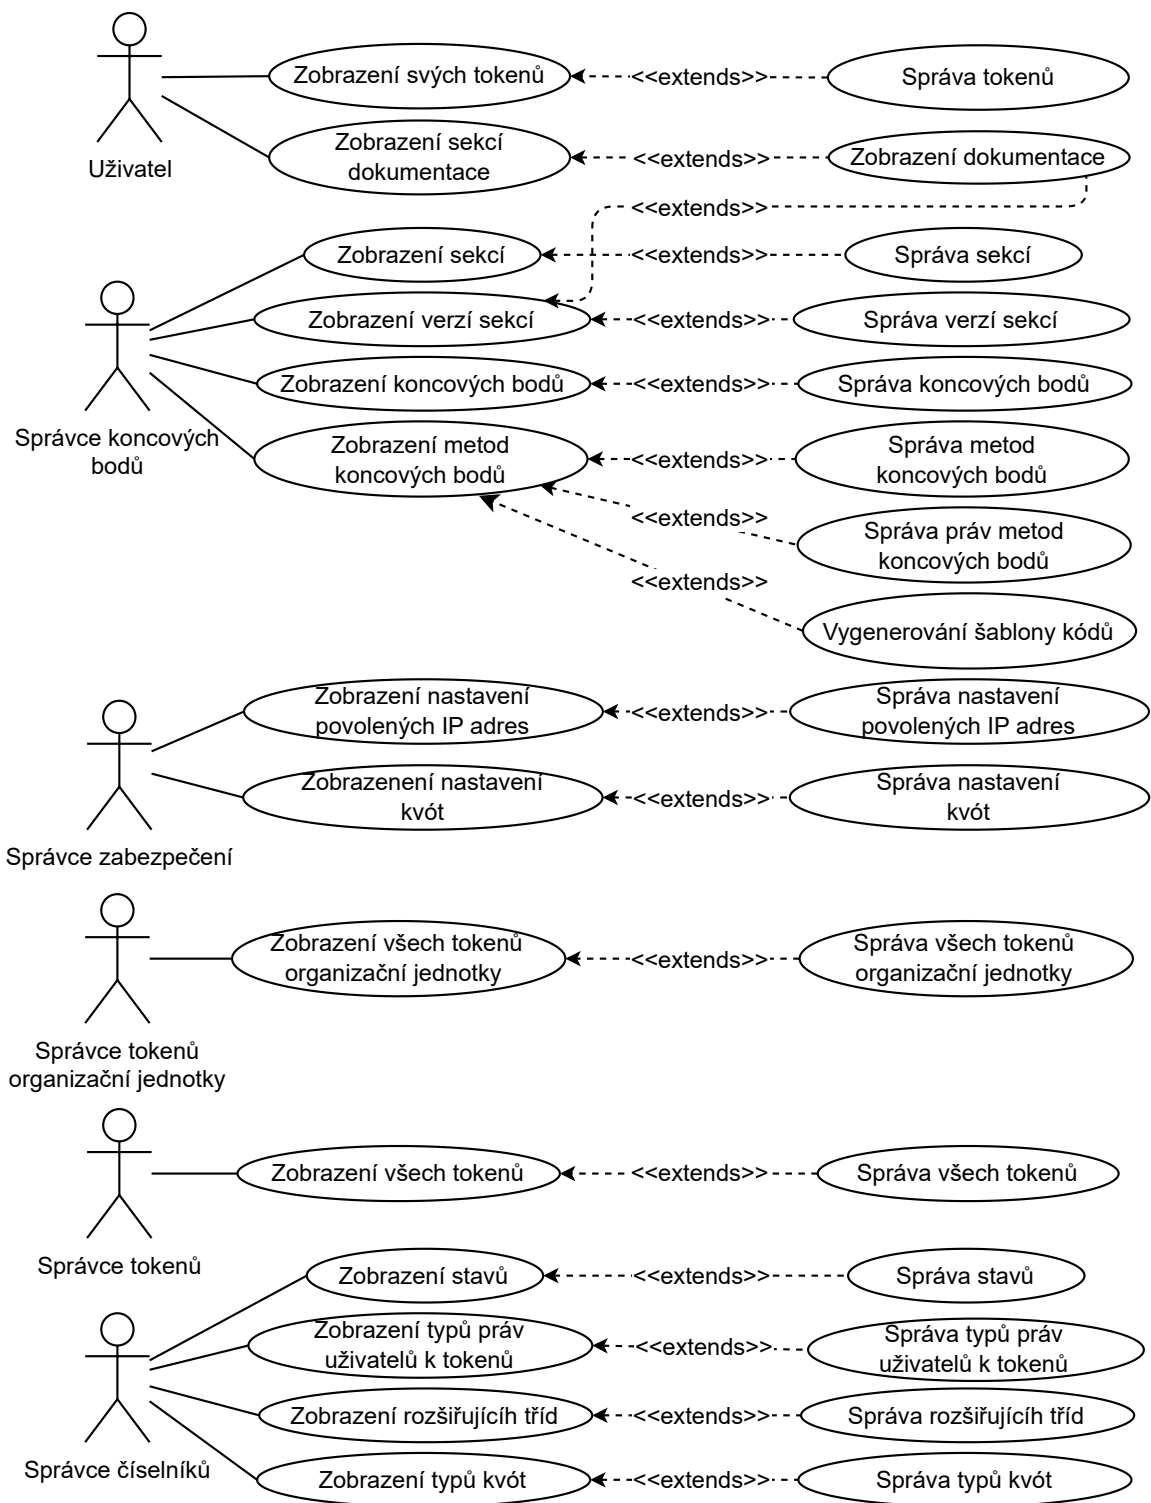 Zobrazení svých tokenů
<<extends>>
Správa tokenů
Uživatel
Zobrazení sekcí
dokumentace
<<extends>>
Zobrazení dokumentace
<<extends>>
Zobrazení sekcí
<<extends>>
Správa sekcí
Zobrazení verzí sekcí
<<extends>>
Správa verzí sekcí
Zobrazení koncových bodů
<<extends>>
Správa koncových bodů
Správce koncových
bodů
Zobrazení metod
koncových bodů
<<extends>>
Správa metod
koncových bodů
<<extends>>
Správa práv metod
koncových bodů
<<extends>>
Vygenerování šablony kódů
Zobrazení nastavení
povolených IP adres
<<extends>>
Správa nastavení
povolených IP adres
Zobrazenení nastavení
kvót
<<extends>>
Správa nastavení
kvót
Správce zabezpečení
Zobrazení všech tokenů
organizační jednotky
<<extends>>
Správa všech tokenů
organizační jednotky
Správce tokenů
organizační jednotky
Zobrazení všech tokenů
<<extends>>
Správa všech tokenů
Správce tokenů
Zobrazení stavů
<<extends>>
Správa stavů
Zobrazení typů práv
uživatelů k tokenů
<<extends>>
Správa typů práv
uživatelů k tokenů
Zobrazení rozšiřujícíh tříd
<<extends>>
Správa rozšiřujícíh tříd
Správce číselníků
Zobrazení typů kvót
<<extends>>
Správa typů kvót